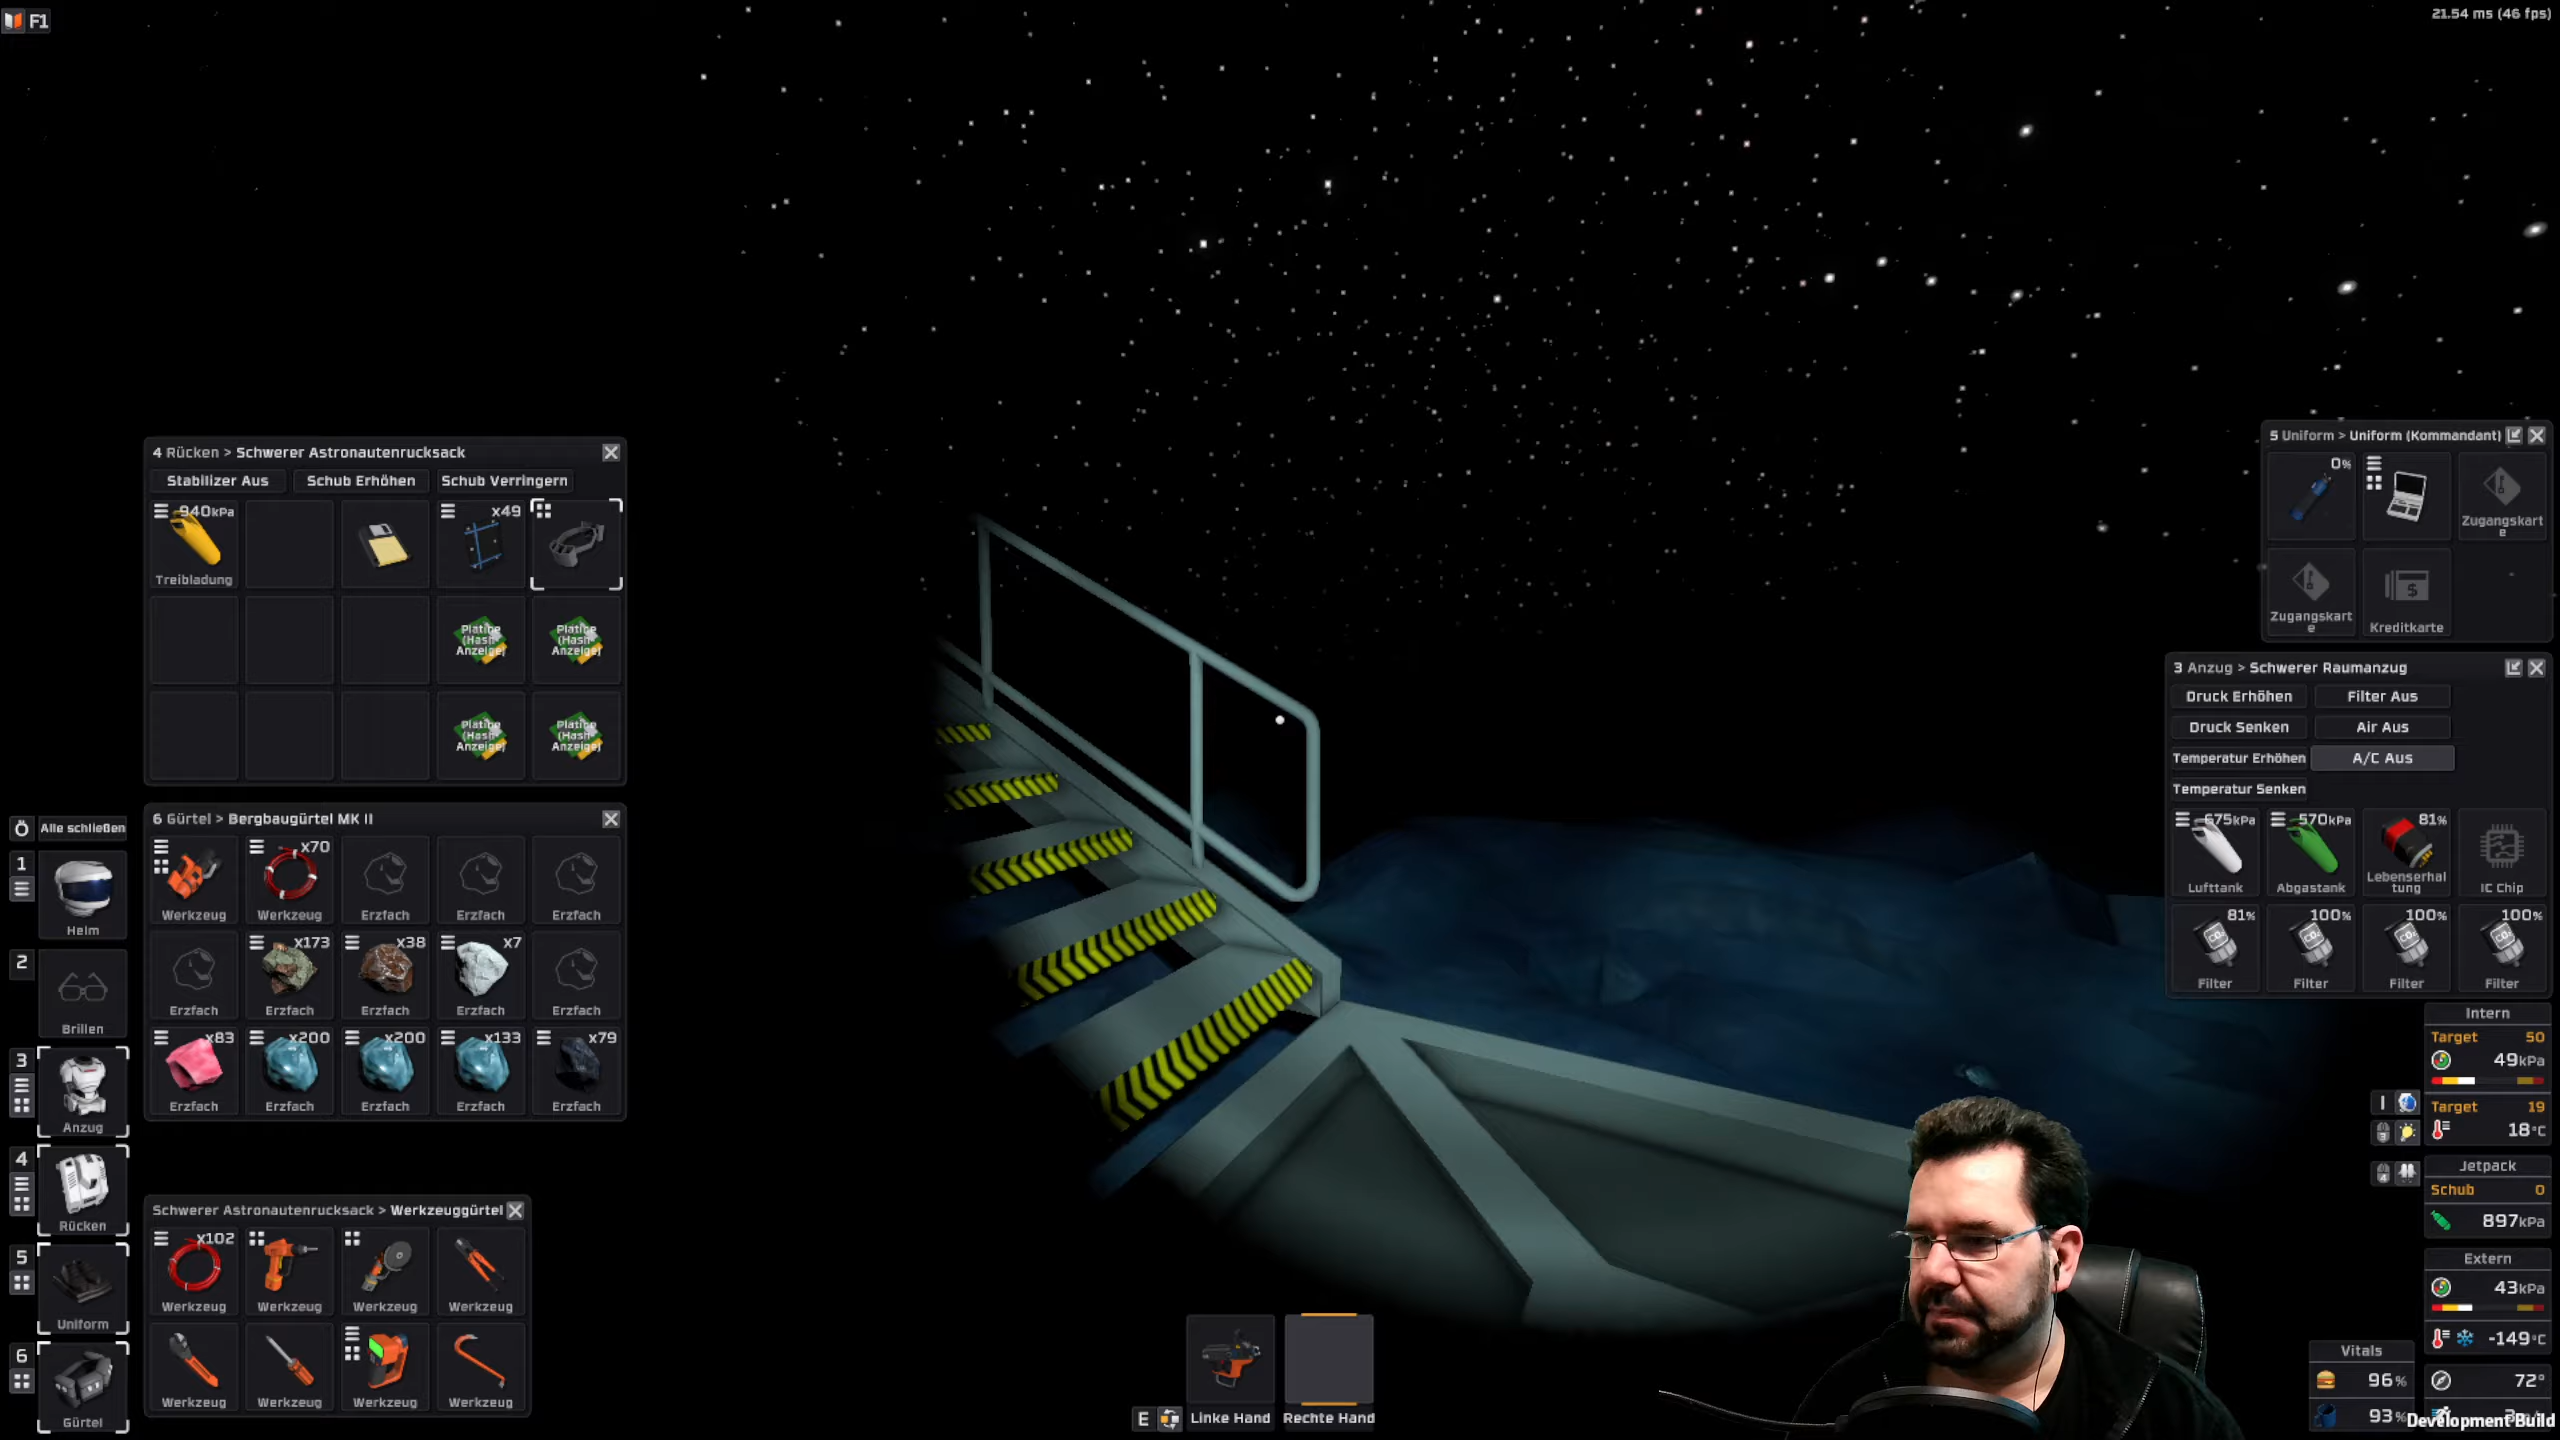 F1
21.54 ms (46 fps)
4 Rücken > Schwerer Astronautenrucksack
Stabilizer Aus
Schub Erhöhen
Schub Verringern
940kPa
x49
Treibladung
Platine (Hash-Anzeige)
Platine (Hash-Anzeige)
Platine (Hash-Anzeige)
Platine (Hash-Anzeige)
6 Gürtel > Bergbaugürtel MK II
x70
Werkzeug
Werkzeug
Erzfach
Erzfach
Erzfach
x173
x38
x7
Erzfach
Erzfach
Erzfach
Erzfach
Erzfach
x83
x200
x200
x133
x79
Erzfach
Erzfach
Erzfach
Erzfach
Erzfach
Schwerer Astronautenrucksack > Werkzeuggürtel
x102
Werkzeug
Werkzeug
Werkzeug
Werkzeug
Werkzeug
Werkzeug
Werkzeug
Werkzeug
Ö
Alle schließen
1
Helm
2
Brillen
3
Anzug
4
Rücken
5
Uniform
6
Gürtel
E
Linke Hand
Rechte Hand
5 Uniform > Uniform (Kommandant)
0%
Zugangskarte
Zugangskarte
Kreditkarte
3 Anzug > Schwerer Raumanzug
Druck Erhöhen
Filter Aus
Druck Senken
Air Aus
Temperatur Erhöhen
A/C Aus
Temperatur Senken
675kPa
570kPa
81%
Lufttank
Abgastank
Lebenserhaltung
IC Chip
81%
100%
100%
100%
Filter
Filter
Filter
Filter
Intern
Target 50
49kPa
Target 19
18°C
I
3
4
Jetpack
Schub 0
897kPa
Extern
43kPa
-149°C
72°
Vitals
96%
93%
Development Build